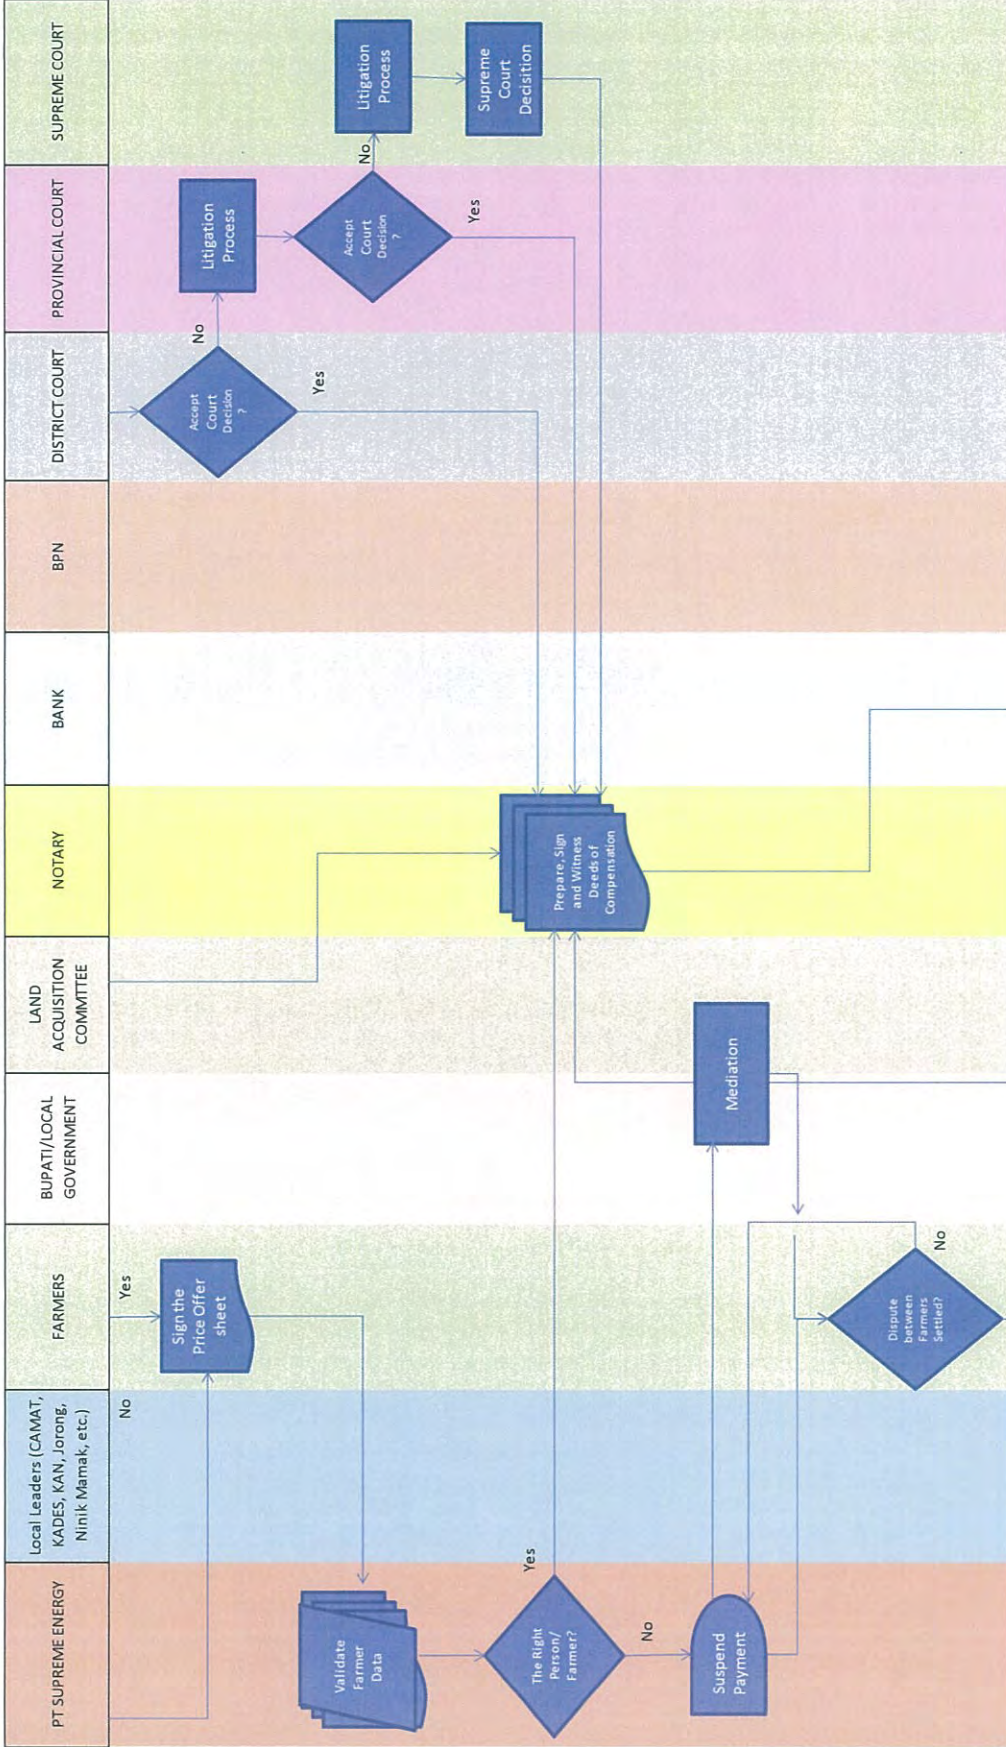 PT SUPREME ENERGY
Local Leaders (CAMAT,
KADES, KAN, Jorong,
Ninik Mamak, etc.)
FARMERS
BUPATI/LOCAL
GOVERNMENT
LAND
ACQUISITION
COMMTTEE
NOTARY
BANK
BPN
DISTRICT COURT
PROVINCIAL COURT
SUPREME COURT
No
Yes
Sign the
Price Offer
sheet
Accept
Court
Decision
?
No
Yes
Litigation
Process
Accept
Court
Decision
?
No
Yes
Litigation
Process
Supreme
Court
Decisition
Validate
Farmer
Data
The Right
Person/
Farmer?
Yes
No
Prepare, Sign
and Witness
Deeds of
Compensation
Suspend
Payment
Mediation
Dispute
between
Farmers
Settled?
No